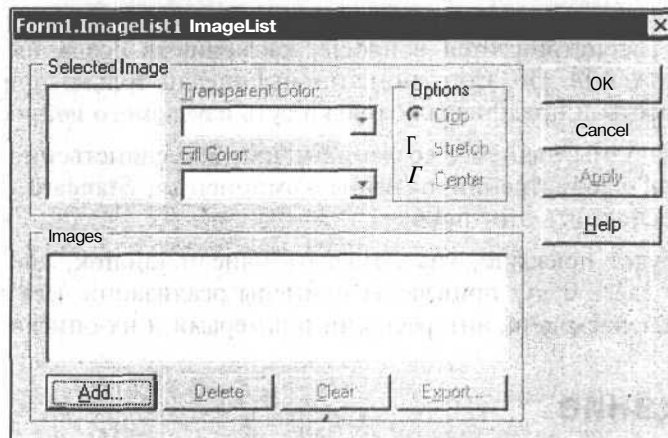 Form1.ImageList1 ImageList
Selected Image
Transparent Color:
Fill Color:
Options
Crop
Stretch
Center
OK
Cancel
Apply
Help
Images
Add...
Delete
Clear
Export...